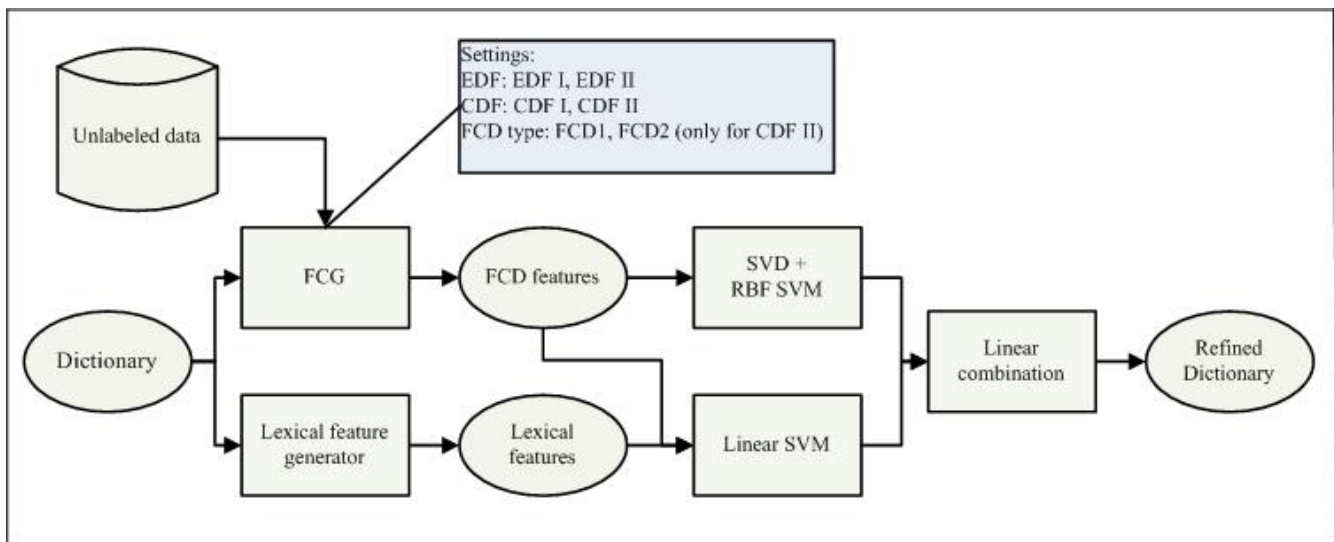 Settings:
EDF: EDF I, EDF II
CDF: CDF I, CDF II
FCD type: FCD1, FCD2 (only for CDF II)
Unlabeled data
FCG
FCD features
SVD +
RBF SVM
Dictionary
Linear
combination
Refined
Dictionary
Lexical feature
generator
Lexical
features
Linear SVM